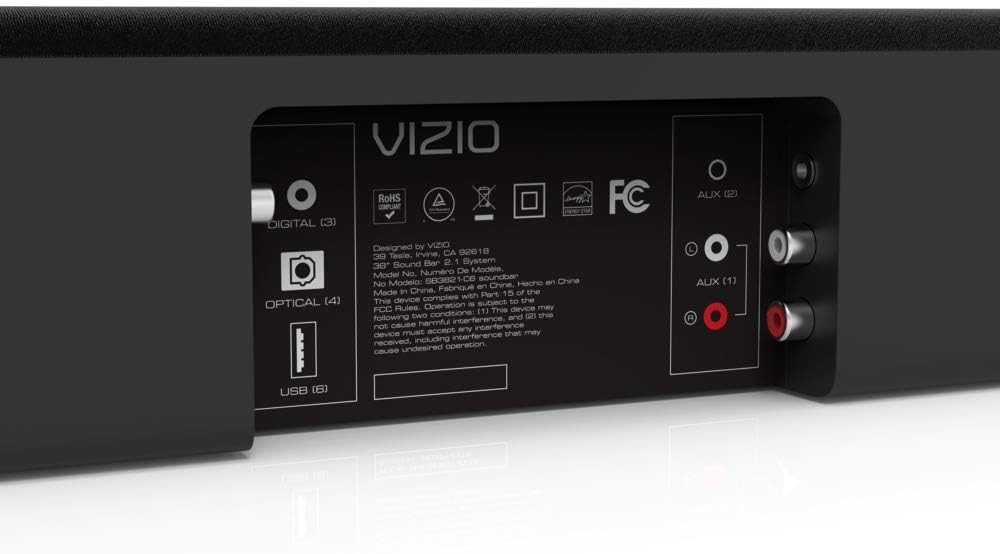 VIZIO
DIGITAL (3)
OPTICAL (4)
USB (6)
RoHS
COMPLIANT
ENERGY STAR
FC
Designed by VIZIO
39 Tesla, Irvine, CA 92618
38" Sound Bar 2.1 System
Model No, Numéro De Modèle,
No Modelo: SB3821-C6 soundbar
Made In China, Fabriqué en Chine, Hecho en China
This device complies with Part 15 of the
FCC Rules. Operation is subject to the
following two conditions: (1) This device may
not cause harmful interference, and (2) this
device must accept any interference
received, including interference that may
cause undesired operation.
AUX (2)
L
AUX (1)
R